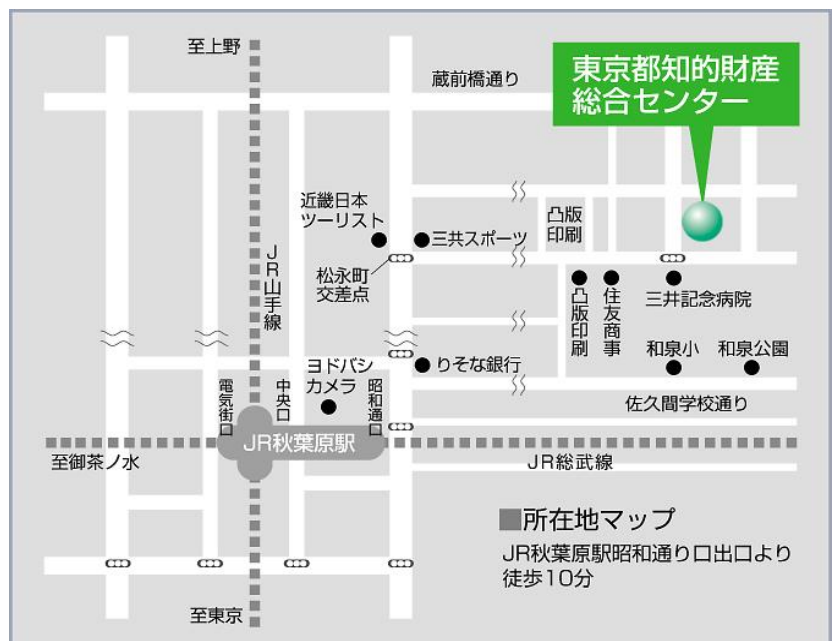 至上野
蔵前橋通り
東京都知的財産
総合センター
近畿日本
ツーリスト
三共スポーツ
凸版
印刷
JR山手線
松永町
交差点
凸版印刷
住友商事
三井記念病院
ヨドバシ
カメラ
りそな銀行
和泉小
和泉公園
電気街口
中央口
昭和通口
佐久間学校通り
JR秋葉原駅
至御茶ノ水
JR総武線
■所在地マップ
JR秋葉原駅昭和通り口出口より
徒歩10分
至東京